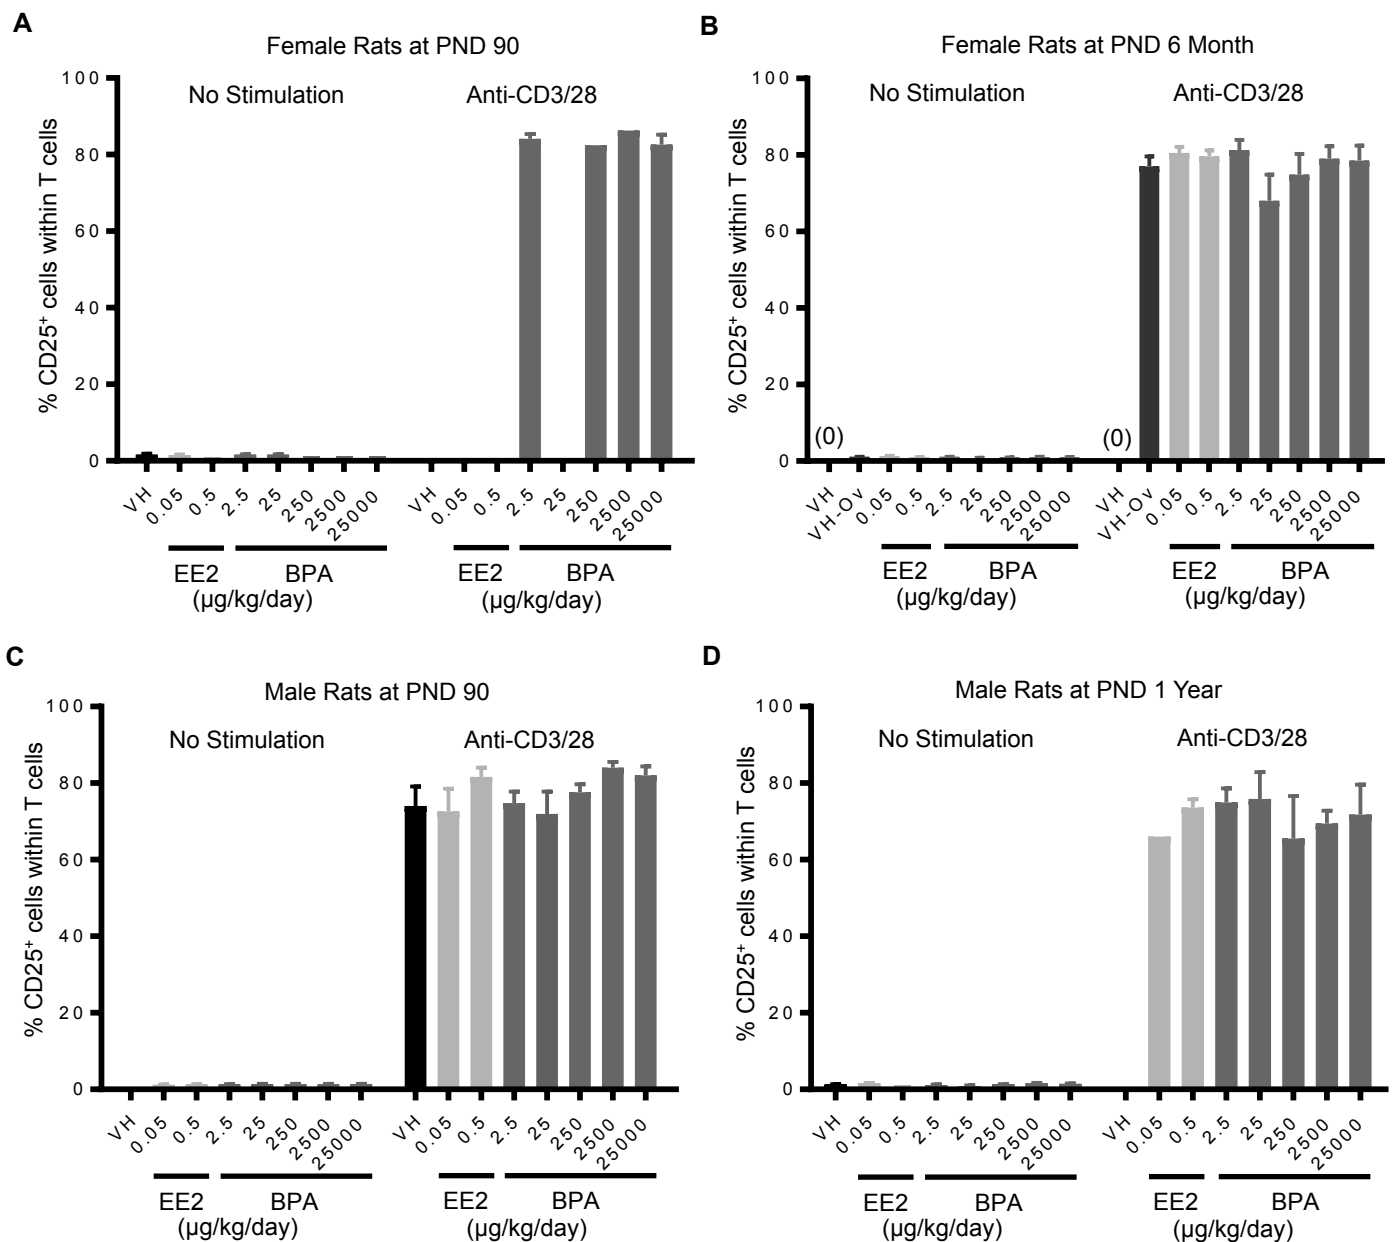 A
Female Rats at PND 90
No Stimulation
Anti-CD3/28
% CD25⁺ cells within T cells
100
80
60
40
20
0
VH 0.05 0.5 2.5 25 250 2500 25000
VH 0.05 0.5 2.5 25 250 2500 25000
EE2 BPA
(µg/kg/day)
EE2 BPA
(µg/kg/day)
B
Female Rats at PND 6 Month
No Stimulation
Anti-CD3/28
% CD25⁺ cells within T cells
100
80
60
40
20
0
(0)
(0)
VH VH-Ov 0.05 0.5 2.5 25 250 2500 25000
VH VH-Ov 0.05 0.5 2.5 25 250 2500 25000
EE2 BPA
(µg/kg/day)
EE2 BPA
(µg/kg/day)
C
Male Rats at PND 90
No Stimulation
Anti-CD3/28
% CD25⁺ cells within T cells
100
80
60
40
20
0
VH 0.05 0.5 2.5 25 250 2500 25000
VH 0.05 0.5 2.5 25 250 2500 25000
EE2 BPA
(µg/kg/day)
EE2 BPA
(µg/kg/day)
D
Male Rats at PND 1 Year
No Stimulation
Anti-CD3/28
% CD25⁺ cells within T cells
100
80
60
40
20
0
VH 0.05 0.5 2.5 25 250 2500 25000
VH 0.05 0.5 2.5 25 250 2500 25000
EE2 BPA
(µg/kg/day)
EE2 BPA
(µg/kg/day)